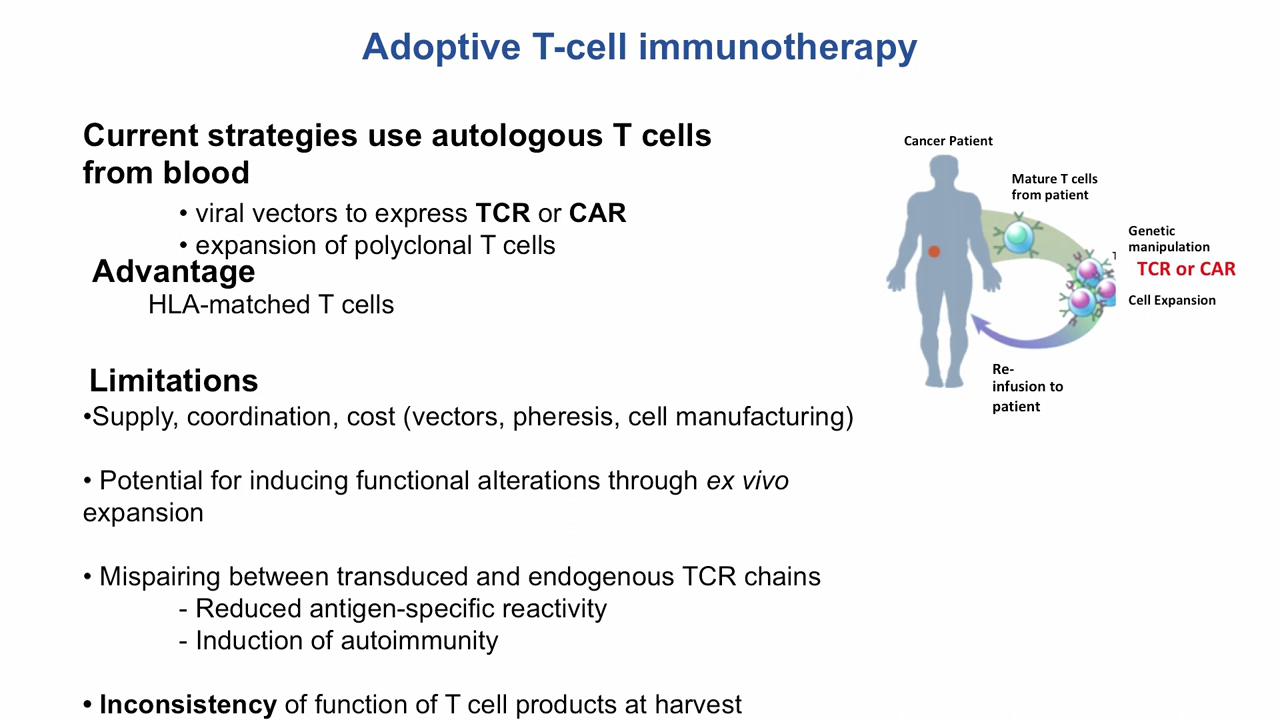 Adoptive T-cell immunotherapy
Current strategies use autologous T cells
from blood
• viral vectors to express TCR or CAR
• expansion of polyclonal T cells
Advantage
HLA-matched T cells
Limitations
•Supply, coordination, cost (vectors, pheresis, cell manufacturing)
• Potential for inducing functional alterations through ex vivo
expansion
• Mispairing between transduced and endogenous TCR chains
- Reduced antigen-specific reactivity
- Induction of autoimmunity
• Inconsistency of function of T cell products at harvest
Cancer Patient
Mature T cells
from patient
Genetic
manipulation
TCR or CAR
Cell Expansion
Re-
infusion to
patient